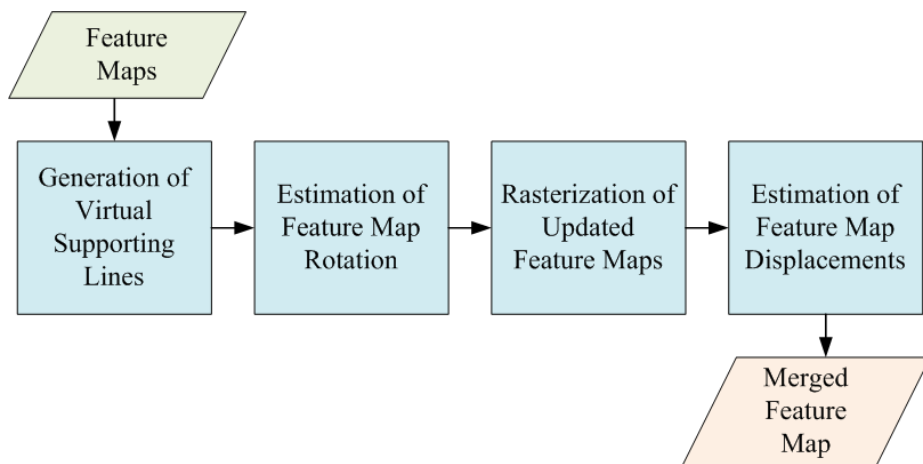 Feature
Maps
Generation of
Virtual
Supporting
Lines
Estimation of
Feature Map
Rotation
Rasterization of
Updated
Feature Maps
Estimation of
Feature Map
Displacements
Merged
Feature
Map